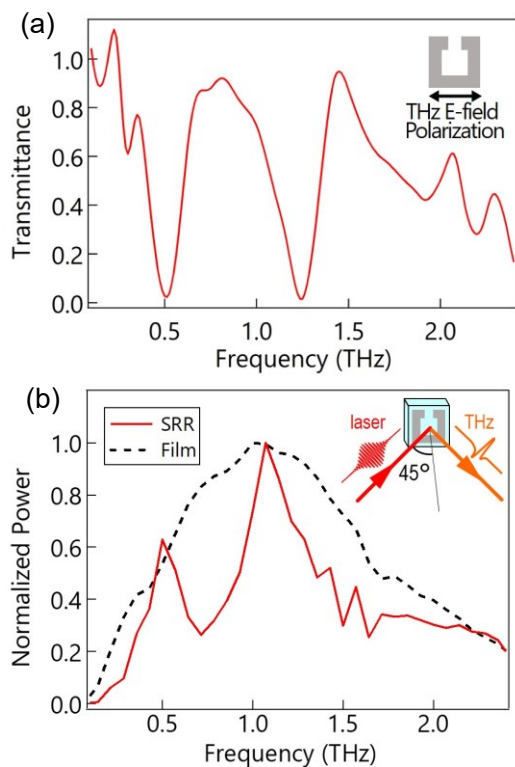 (a)
1.0
0.8
0.6
0.4
0.2
0.0
Transmittance
THz E-field
Polarization
0.5
1.0
1.5
2.0
Frequency (THz)
(b)
SRR
Film
laser
THz
45°
1.0
0.8
0.6
0.4
0.2
0.0
Normalized Power
0.5
1.0
1.5
2.0
Frequency (THz)